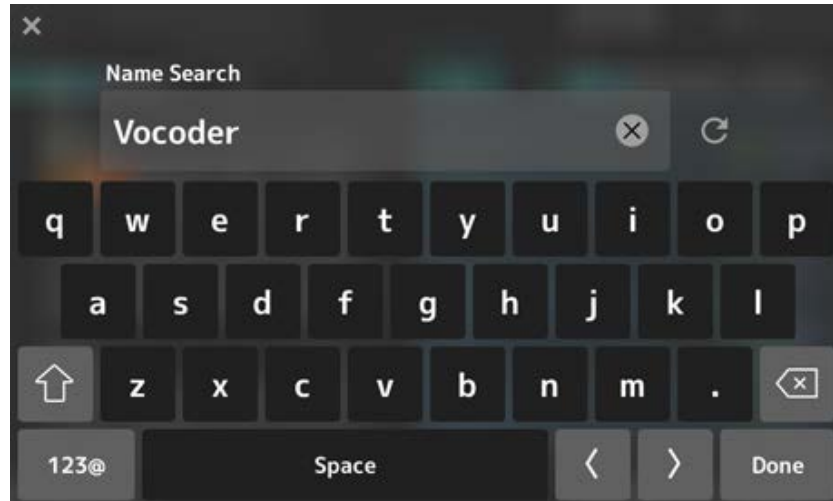 Name Search
Vocoder
q w e r t y u i o p
a s d f g h j k l
z x c v b n m .
123@ Space Done